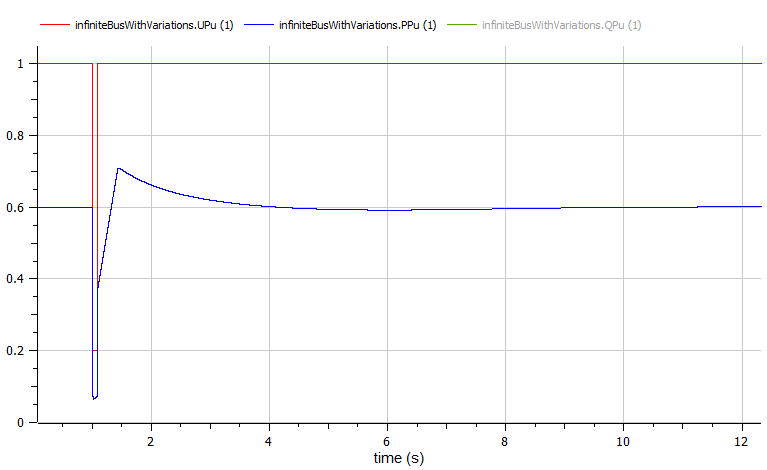 infiniteBusWithVariations.UPu (1) infiniteBusWithVariations.PPu (1) infiniteBusWithVariations.QPu (1)
1
0.8
0.6
0.4
0.2
0
2 4 6 8 10 12
time (s)